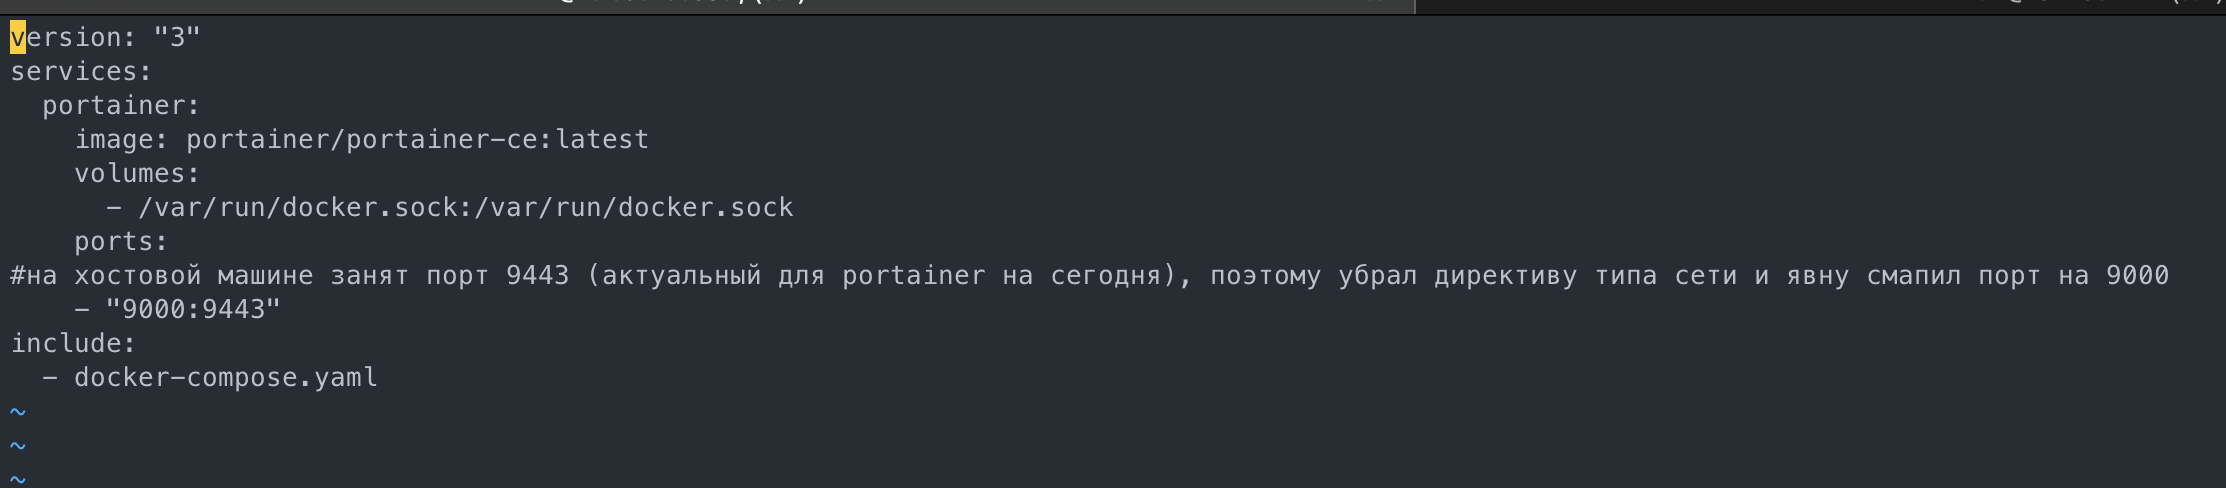 version: "3"
services:
  portainer:
    image: portainer/portainer-ce:latest
    volumes:
      - /var/run/docker.sock:/var/run/docker.sock
    ports:
#на хостовой машине занят порт 9443 (актуальный для portainer на сегодня), поэтому убрал директиву типа сети и явну смапил порт на 9000
    - "9000:9443"
include:
  - docker-compose.yaml
~
~
~